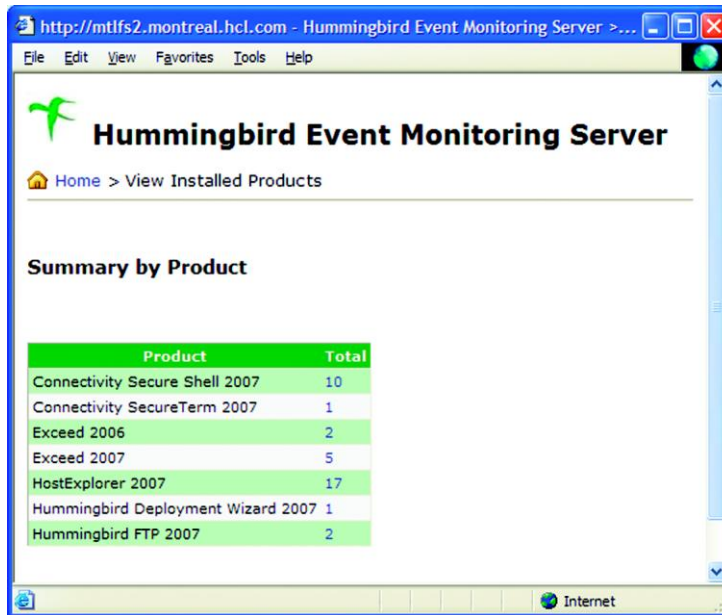 http://mtlfs2.montreal.hcl.com - Hummingbird Event Monitoring Server >...
File Edit View Favorites Tools Help
Hummingbird Event Monitoring Server
Home > View Installed Products
Summary by Product
Product Total
Connectivity Secure Shell 2007 10
Connectivity SecureTerm 2007 1
Exceed 2006 2
Exceed 2007 5
HostExplorer 2007 17
Hummingbird Deployment Wizard 2007 1
Hummingbird FTP 2007 2
Internet